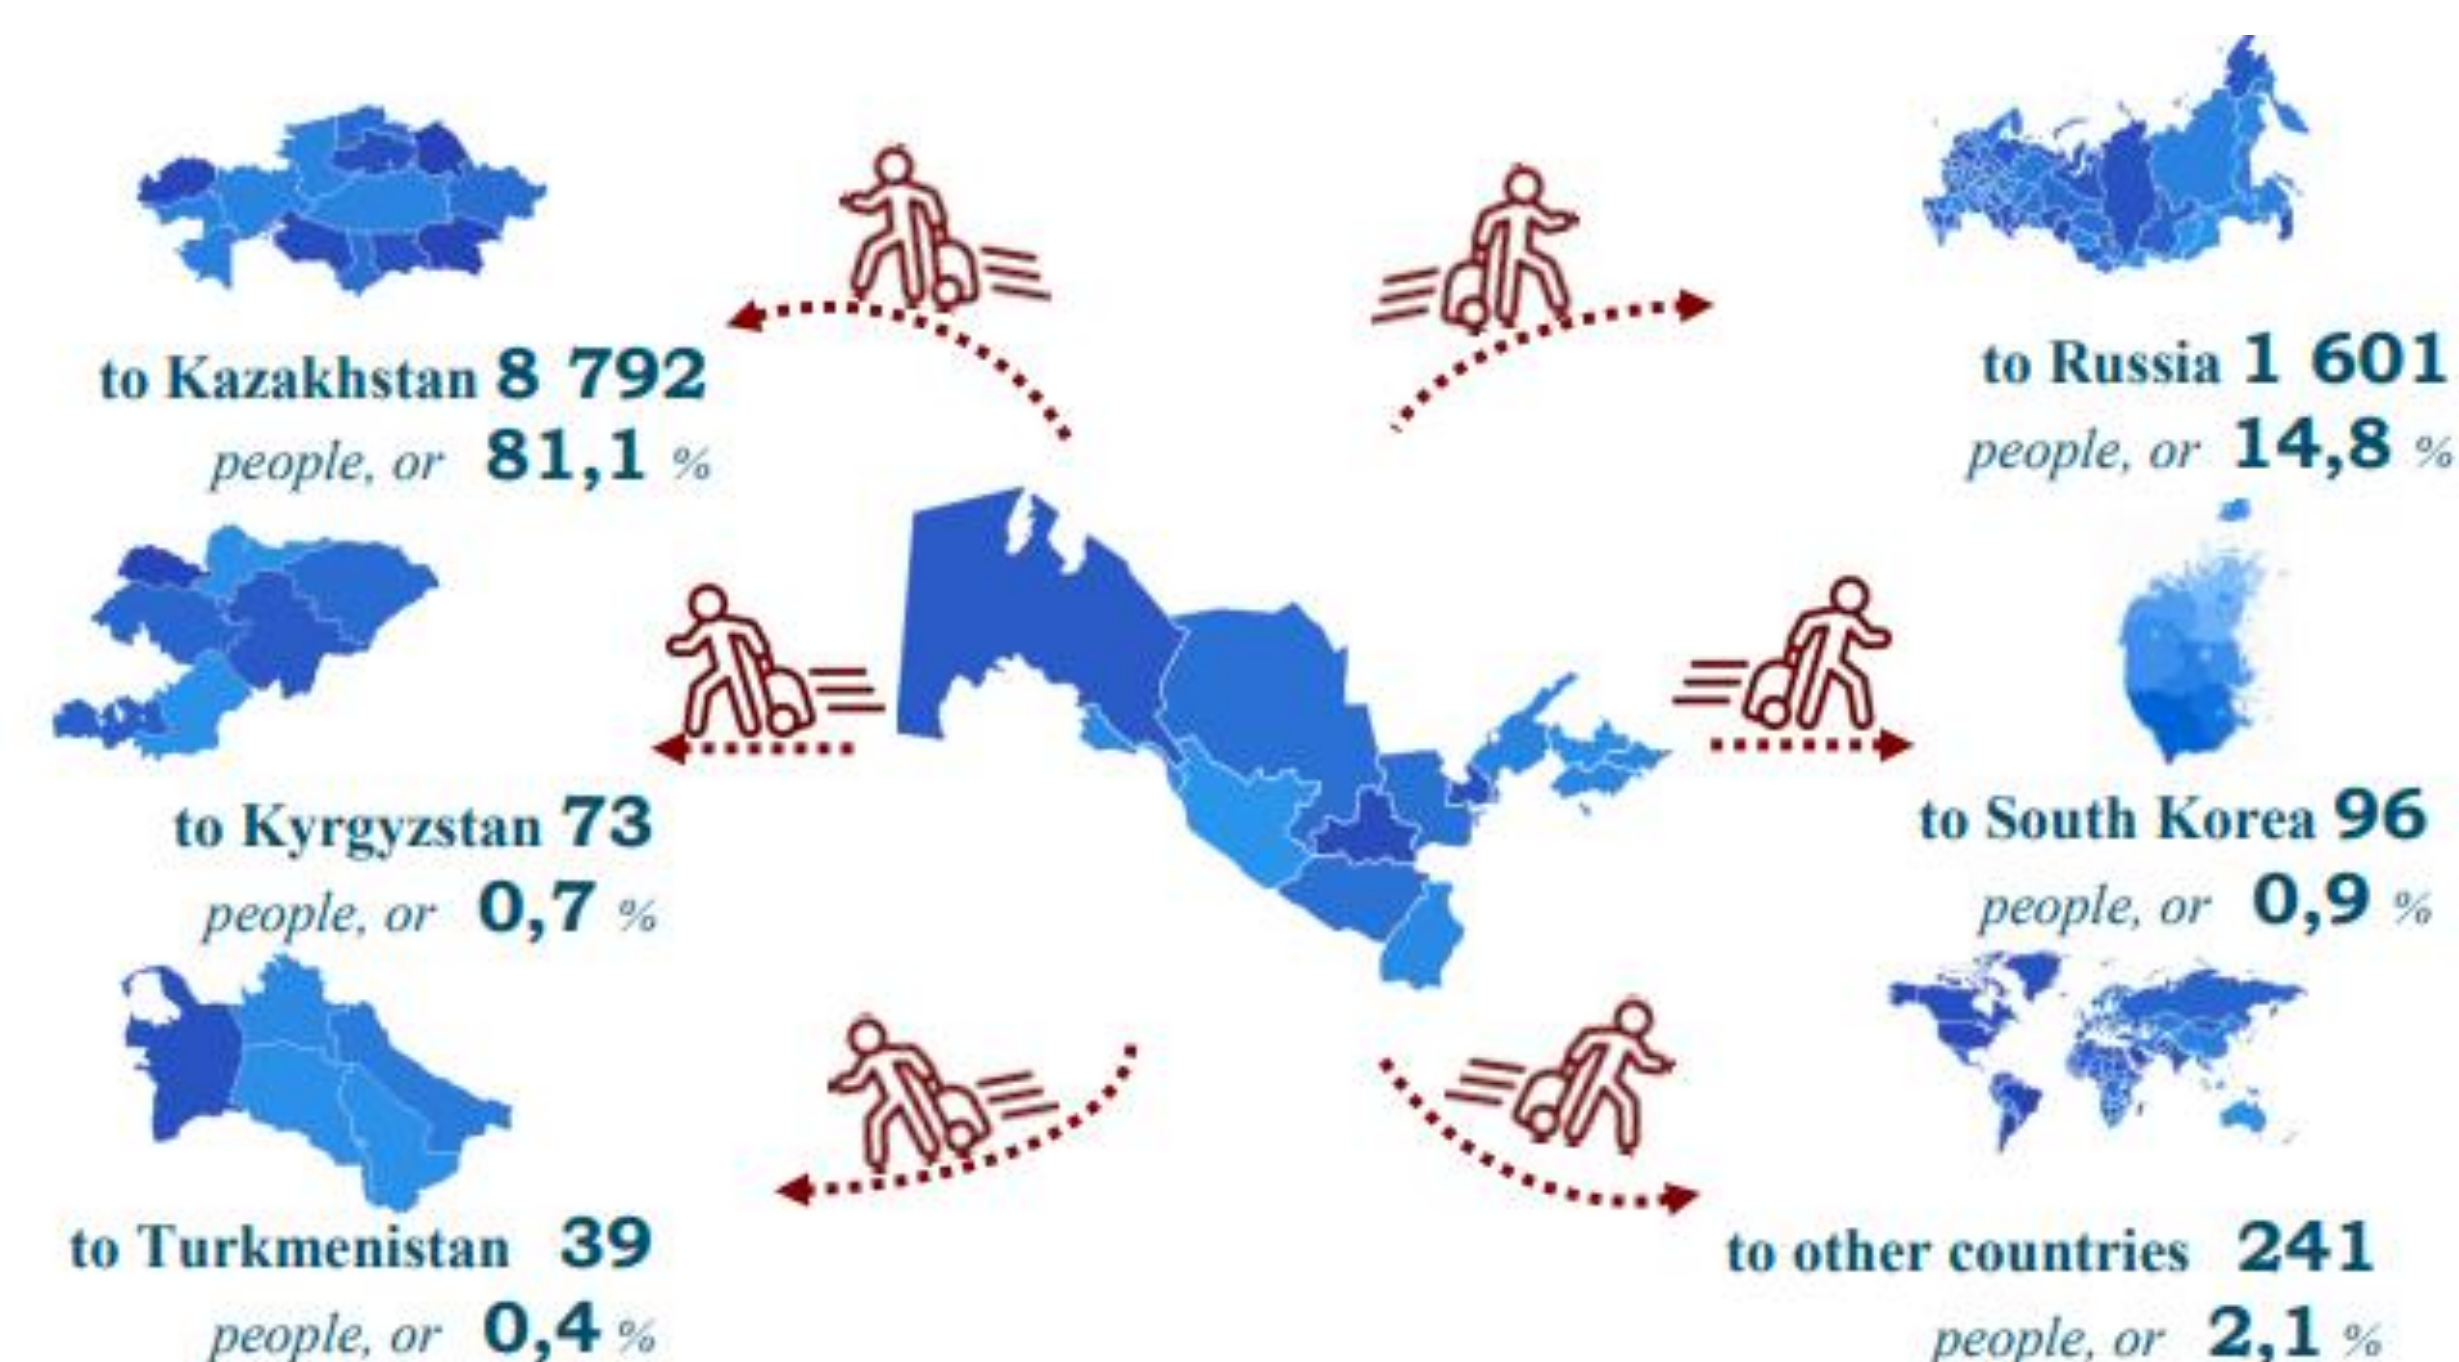 to Kazakhstan 8 792
people, or 81,1 %
to Russia 1 601
people, or 14,8 %
to Kyrgyzstan 73
people, or 0,7 %
to South Korea 96
people, or 0,9 %
to Turkmenistan 39
people, or 0,4 %
to other countries 241
people, or 2,1 %